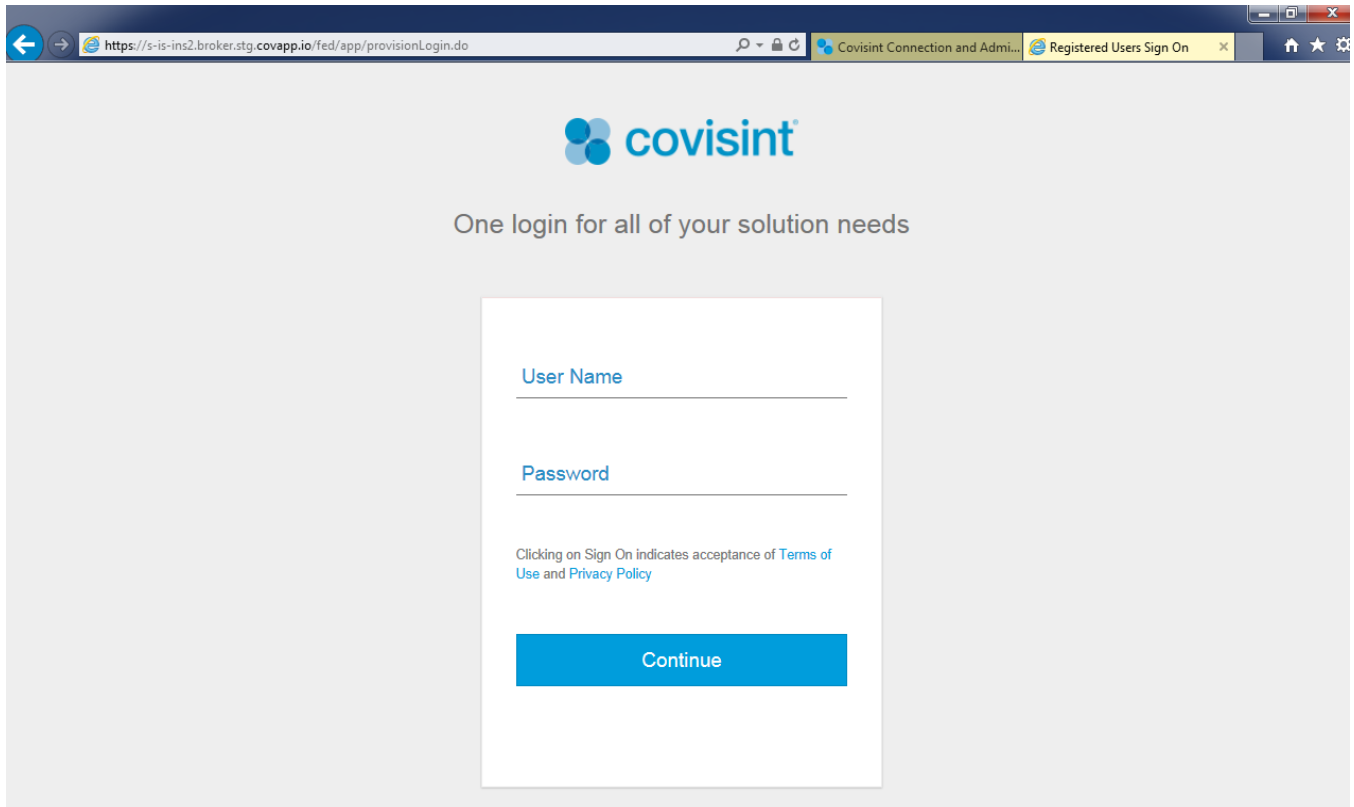 https://s-is-ins2.broker.stg.covapp.io/fed/app/provisionLogin.do
Covisint Connection and Admi...
Registered Users Sign On
covisint
One login for all of your solution needs
User Name
Password
Clicking on Sign On indicates acceptance of Terms of
Use and Privacy Policy
Continue